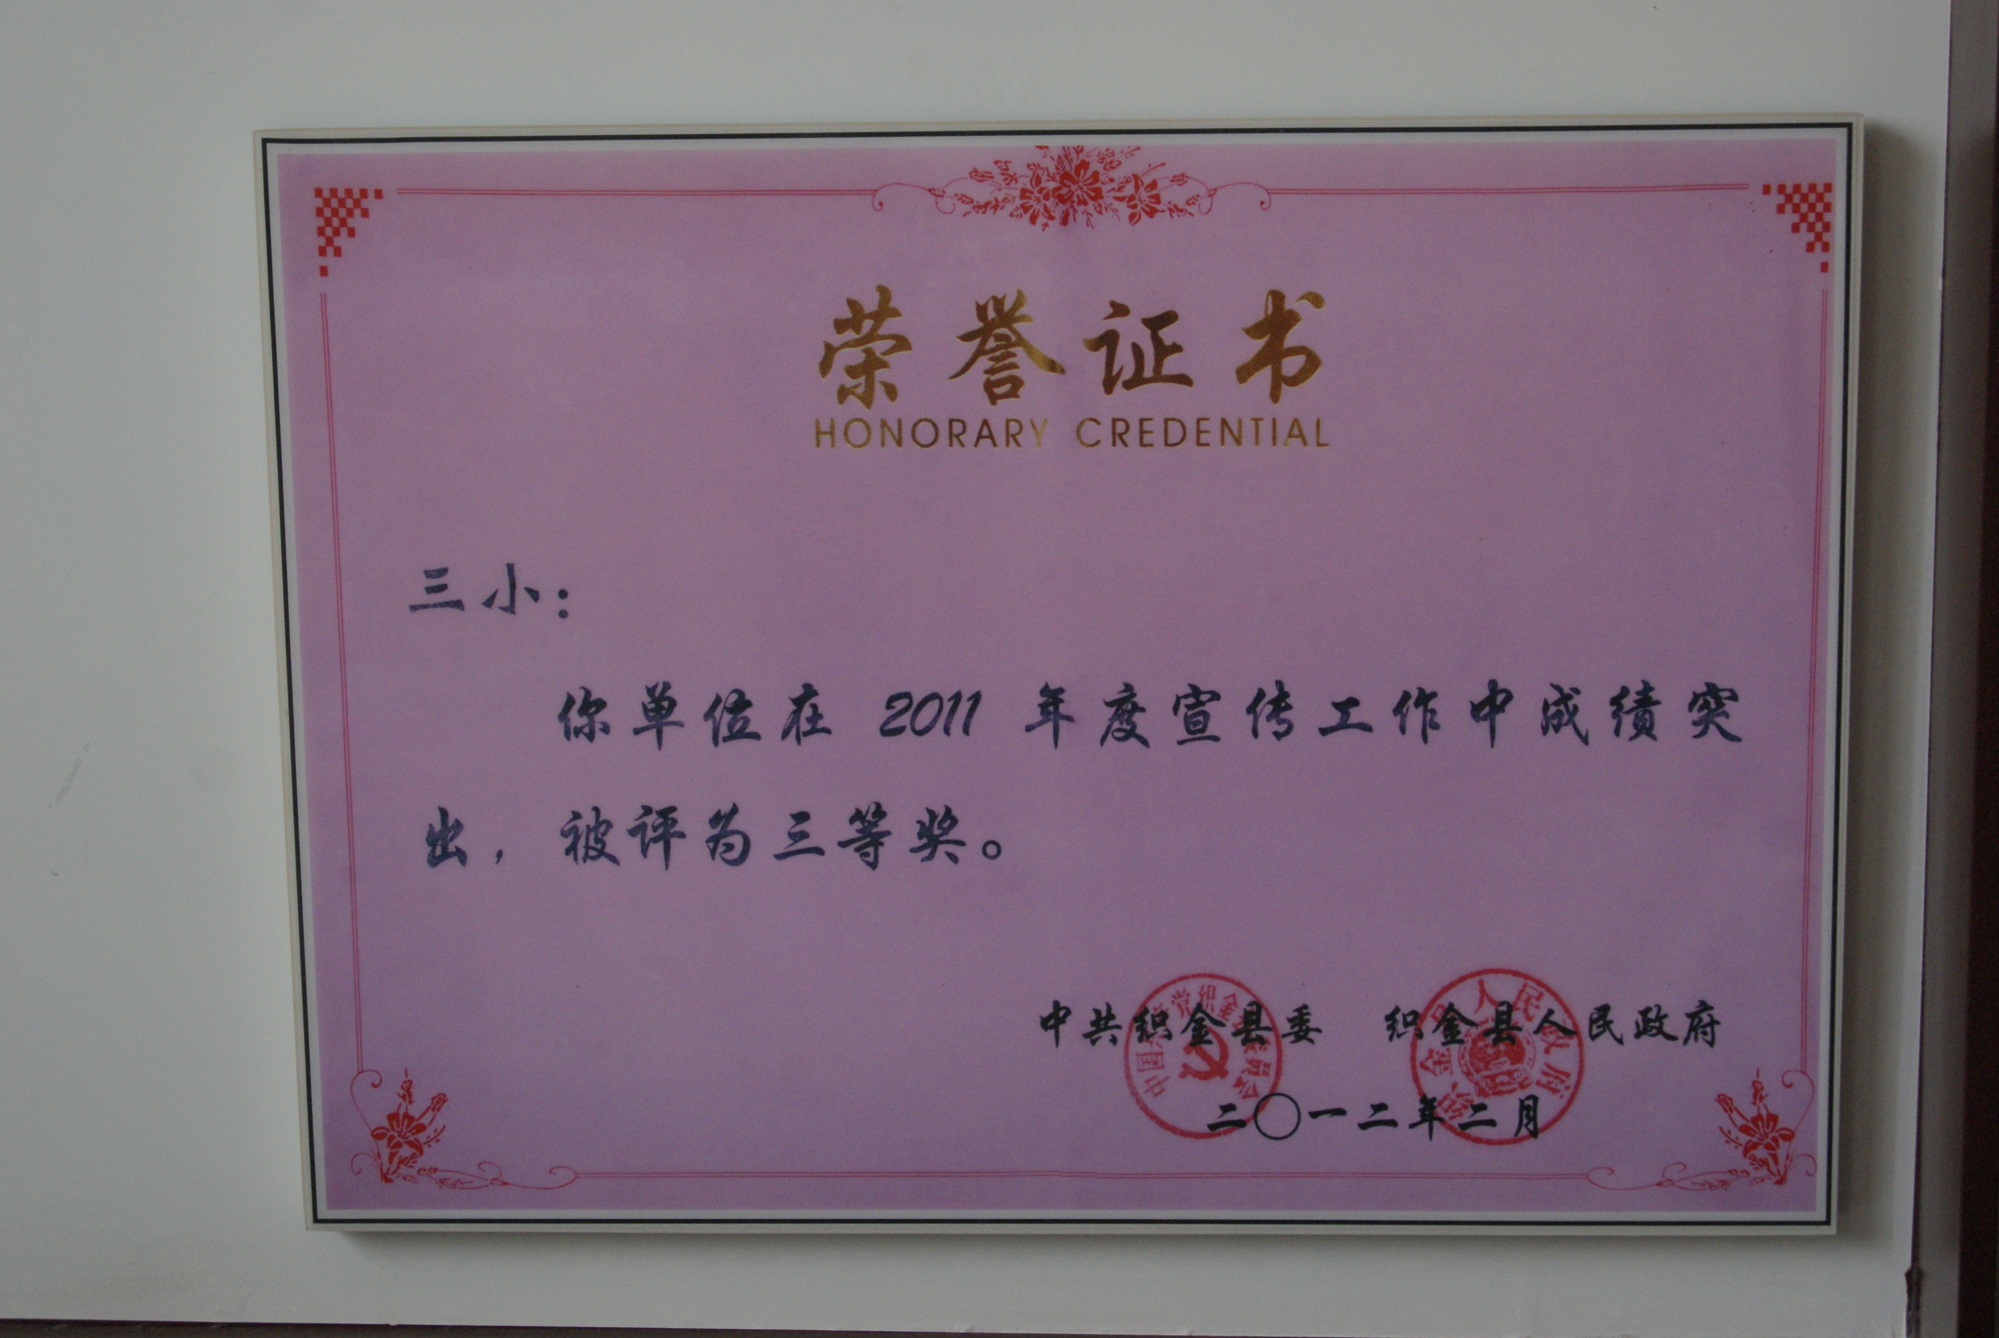 荣誉证书
HONORARY CREDENTIAL
三小：
你单位在 2011 年度宣传工作中成绩突
出，被评为三等奖。
中共织金县委 织金县人民政府
二〇一二年二月